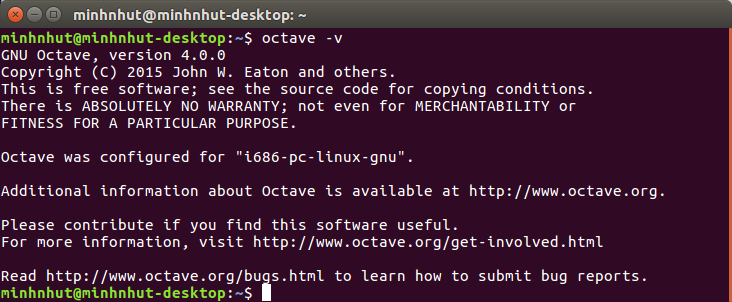 minhnhut@minhnhut-desktop: ~
minhnhut@minhnhut-desktop:~$ octave -v
GNU Octave, version 4.0.0
Copyright (C) 2015 John W. Eaton and others.
This is free software; see the source code for copying conditions.
There is ABSOLUTELY NO WARRANTY; not even for MERCHANTABILITY or
FITNESS FOR A PARTICULAR PURPOSE.
Octave was configured for "i686-pc-linux-gnu".
Additional information about Octave is available at http://www.octave.org.
Please contribute if you find this software useful.
For more information, visit http://www.octave.org/get-involved.html
Read http://www.octave.org/bugs.html to learn how to submit bug reports.
minhnhut@minhnhut-desktop:~$